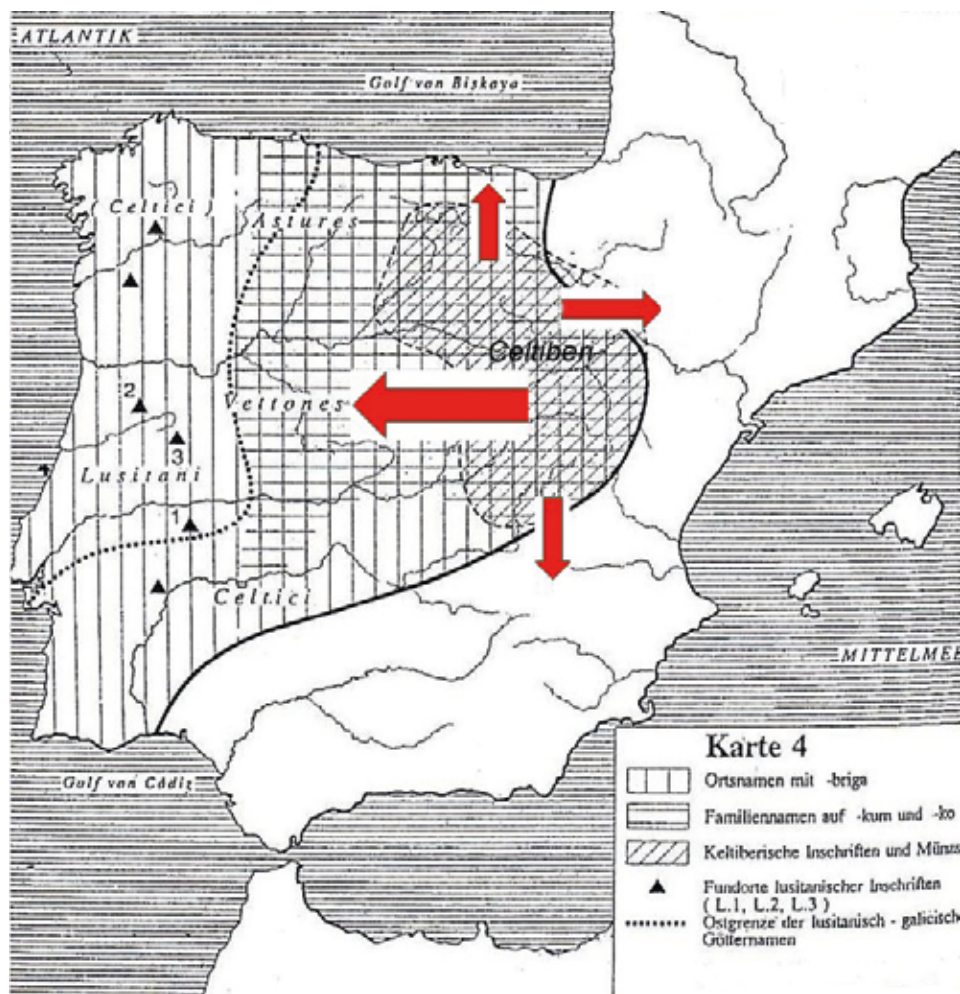 ATLANTIK
Golf von Biskaya
( Celtici )
Astures
Celtiben
2
Vettones
3
Lusitani
1
Celtici
MITTELMEE
Golf von Cádiz
Karte 4
Ortsnamen mit -briga
Familiennamen auf -kum und -ko
Keltiberische Inschriften und Münz
Fundorte lusitanischer Inschriften
( L.1, L.2, L.3 )
Ostgrenze der lusitanisch - galicische
Götternamen